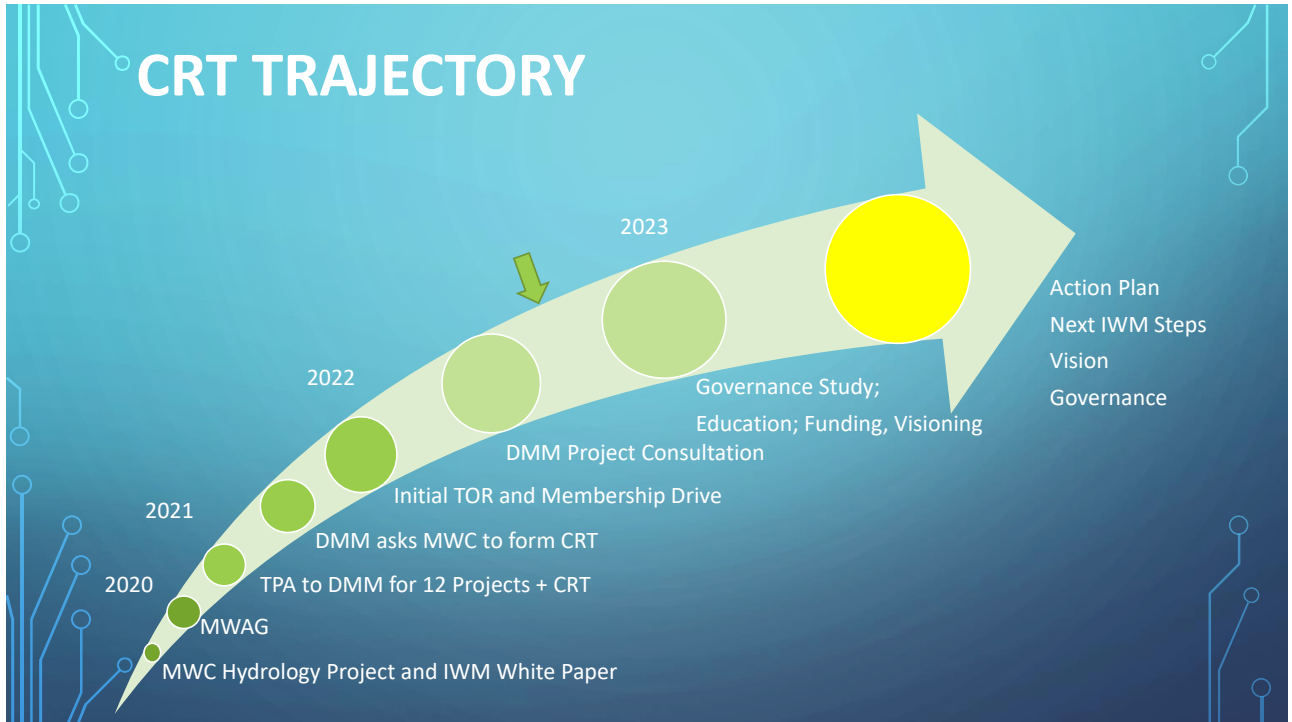 CRT TRAJECTORY
2023
2022
2021
2020
Action Plan
Next IWM Steps
Vision
Governance
Governance Study;
Education; Funding, Visioning
DMM Project Consultation
Initial TOR and Membership Drive
DMM asks MWC to form CRT
TPA to DMM for 12 Projects + CRT
MWAG
MWC Hydrology Project and IWM White Paper